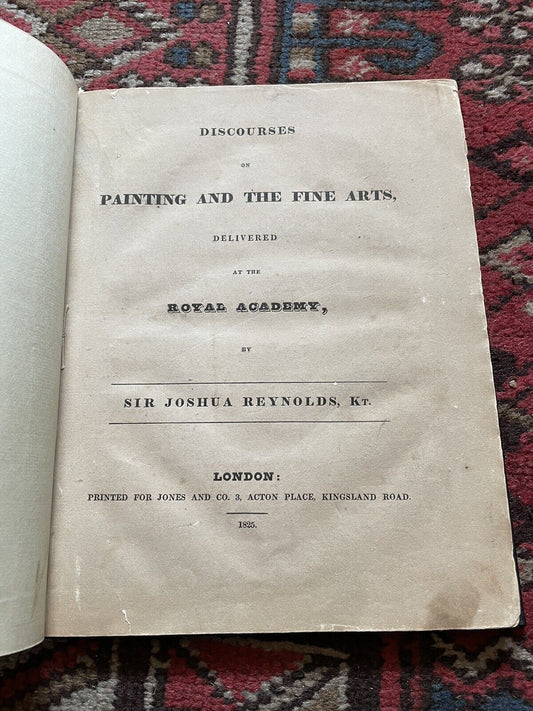 DISCOURSES
ON
PAINTING AND THE FINE ARTS,
DELIVERED
AT THE
ROYAL ACADEMY,
BY
SIR JOSHUA REYNOLDS, KT.
LONDON:
PRINTED FOR JONES AND CO. 3, ACTON PLACE, KINGSLAND ROAD.
1825.